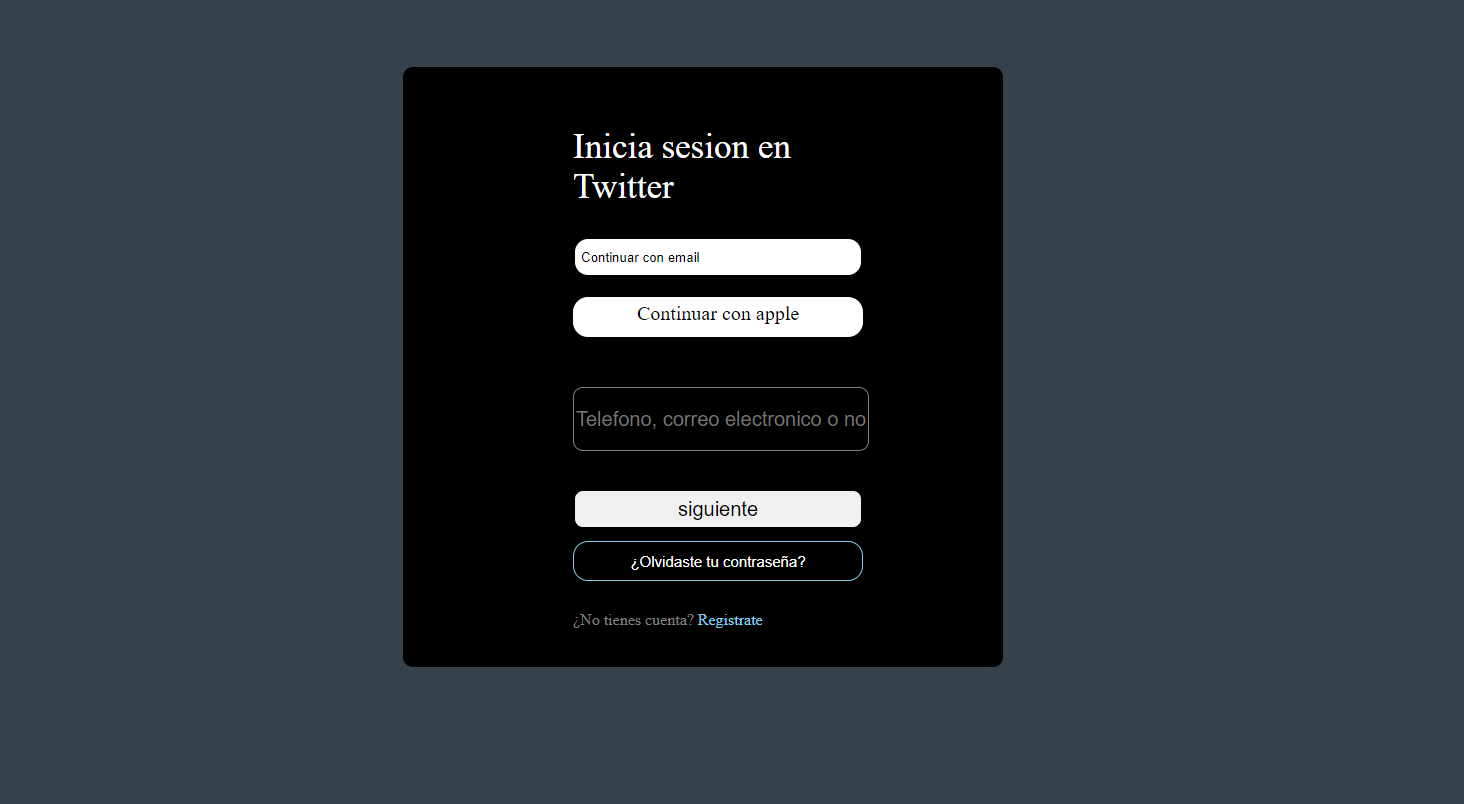 Inicia sesion en
Twitter
Continuar con email
Continuar con apple
Telefono, correo electronico o no
siguiente
¿Olvidaste tu contraseña?
¿No tienes cuenta? Registrate